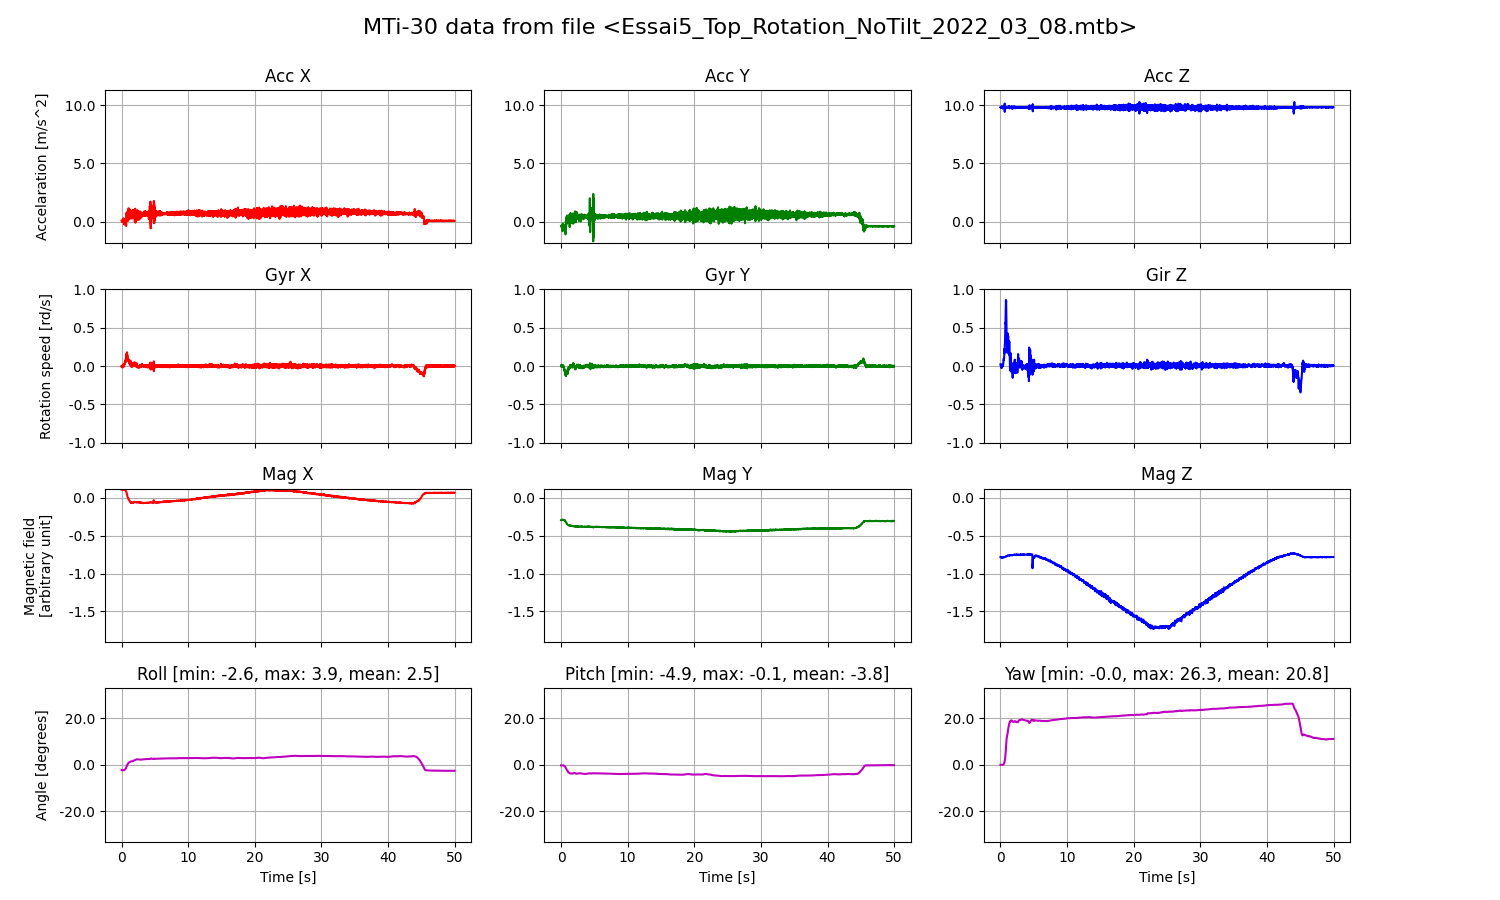 MTi-30 data from file <Essai5_Top_Rotation_NoTilt_2022_03_08.mtb>
Acc X
Acc Y
Acc Z
Accelaration [m/s^2]
10.0
5.0
0.0
10.0
5.0
0.0
10.0
5.0
0.0
Gyr X
Gyr Y
Gir Z
Rotation speed [rd/s]
1.0
0.5
0.0
-0.5
-1.0
1.0
0.5
0.0
-0.5
-1.0
1.0
0.5
0.0
-0.5
-1.0
Mag X
Mag Y
Mag Z
Magnetic field
[arbitrary unit]
0.0
-0.5
-1.0
-1.5
0.0
-0.5
-1.0
-1.5
0.0
-0.5
-1.0
-1.5
Roll [min: -2.6, max: 3.9, mean: 2.5]
Pitch [min: -4.9, max: -0.1, mean: -3.8]
Yaw [min: -0.0, max: 26.3, mean: 20.8]
Angle [degrees]
20.0
0.0
-20.0
20.0
0.0
-20.0
20.0
0.0
-20.0
0 10 20 30 40 50
0 10 20 30 40 50
0 10 20 30 40 50
Time [s]
Time [s]
Time [s]